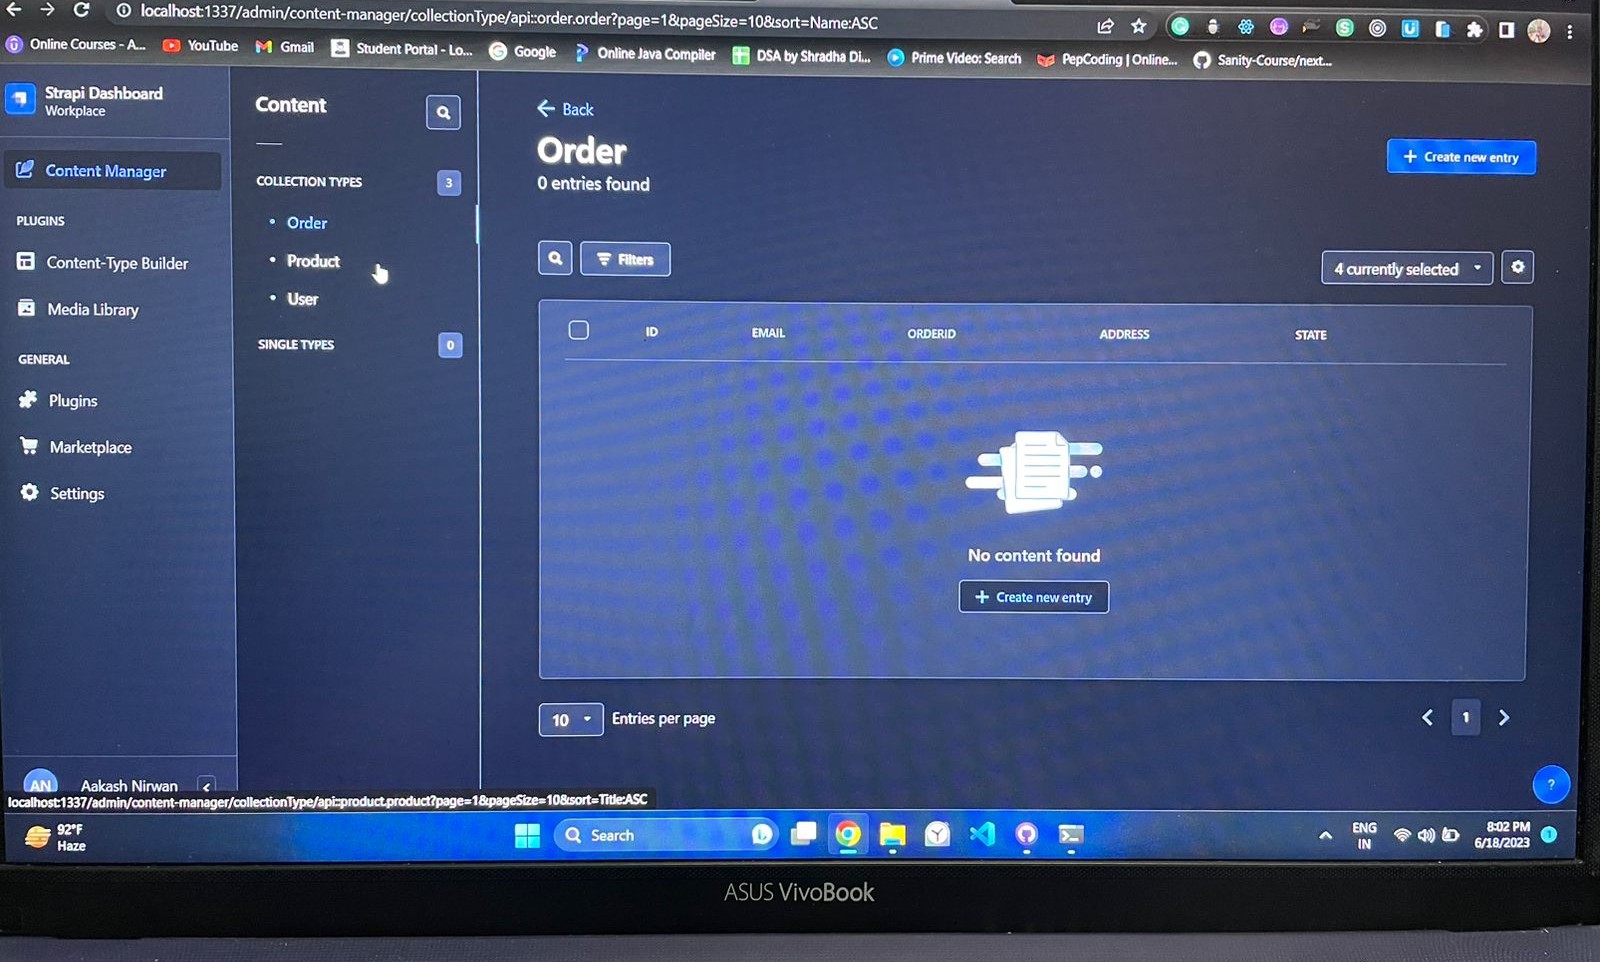 localhost:1337/admin/content-manager/collectionType/api::order.order?page=1&pageSize=10&sort=Name:ASC
Online Courses - A... YouTube Gmail Student Portal - Lo... Google Online Java Compiler DSA by Shradha Di... Prime Video: Search PepCoding | Online... Sanity-Course/next...
Strapi Dashboard
Workplace
Content Manager
PLUGINS
Content-Type Builder
Media Library
GENERAL
Plugins
Marketplace
Settings
AN Aakash Nirwan
Content
COLLECTION TYPES 3
Order
Product
User
SINGLE TYPES 0
Back
Order
0 entries found
+ Create new entry
Filters
4 currently selected
ID EMAIL ORDERID ADDRESS STATE
No content found
+ Create new entry
10 Entries per page
1
?
localhost:1337/admin/content-manager/collectionType/api::product.product?page=1&pageSize=10&sort=Title:ASC
92°F
Haze
Search
ENG
IN
8:02 PM
6/18/2023
1
ASUS VivoBook